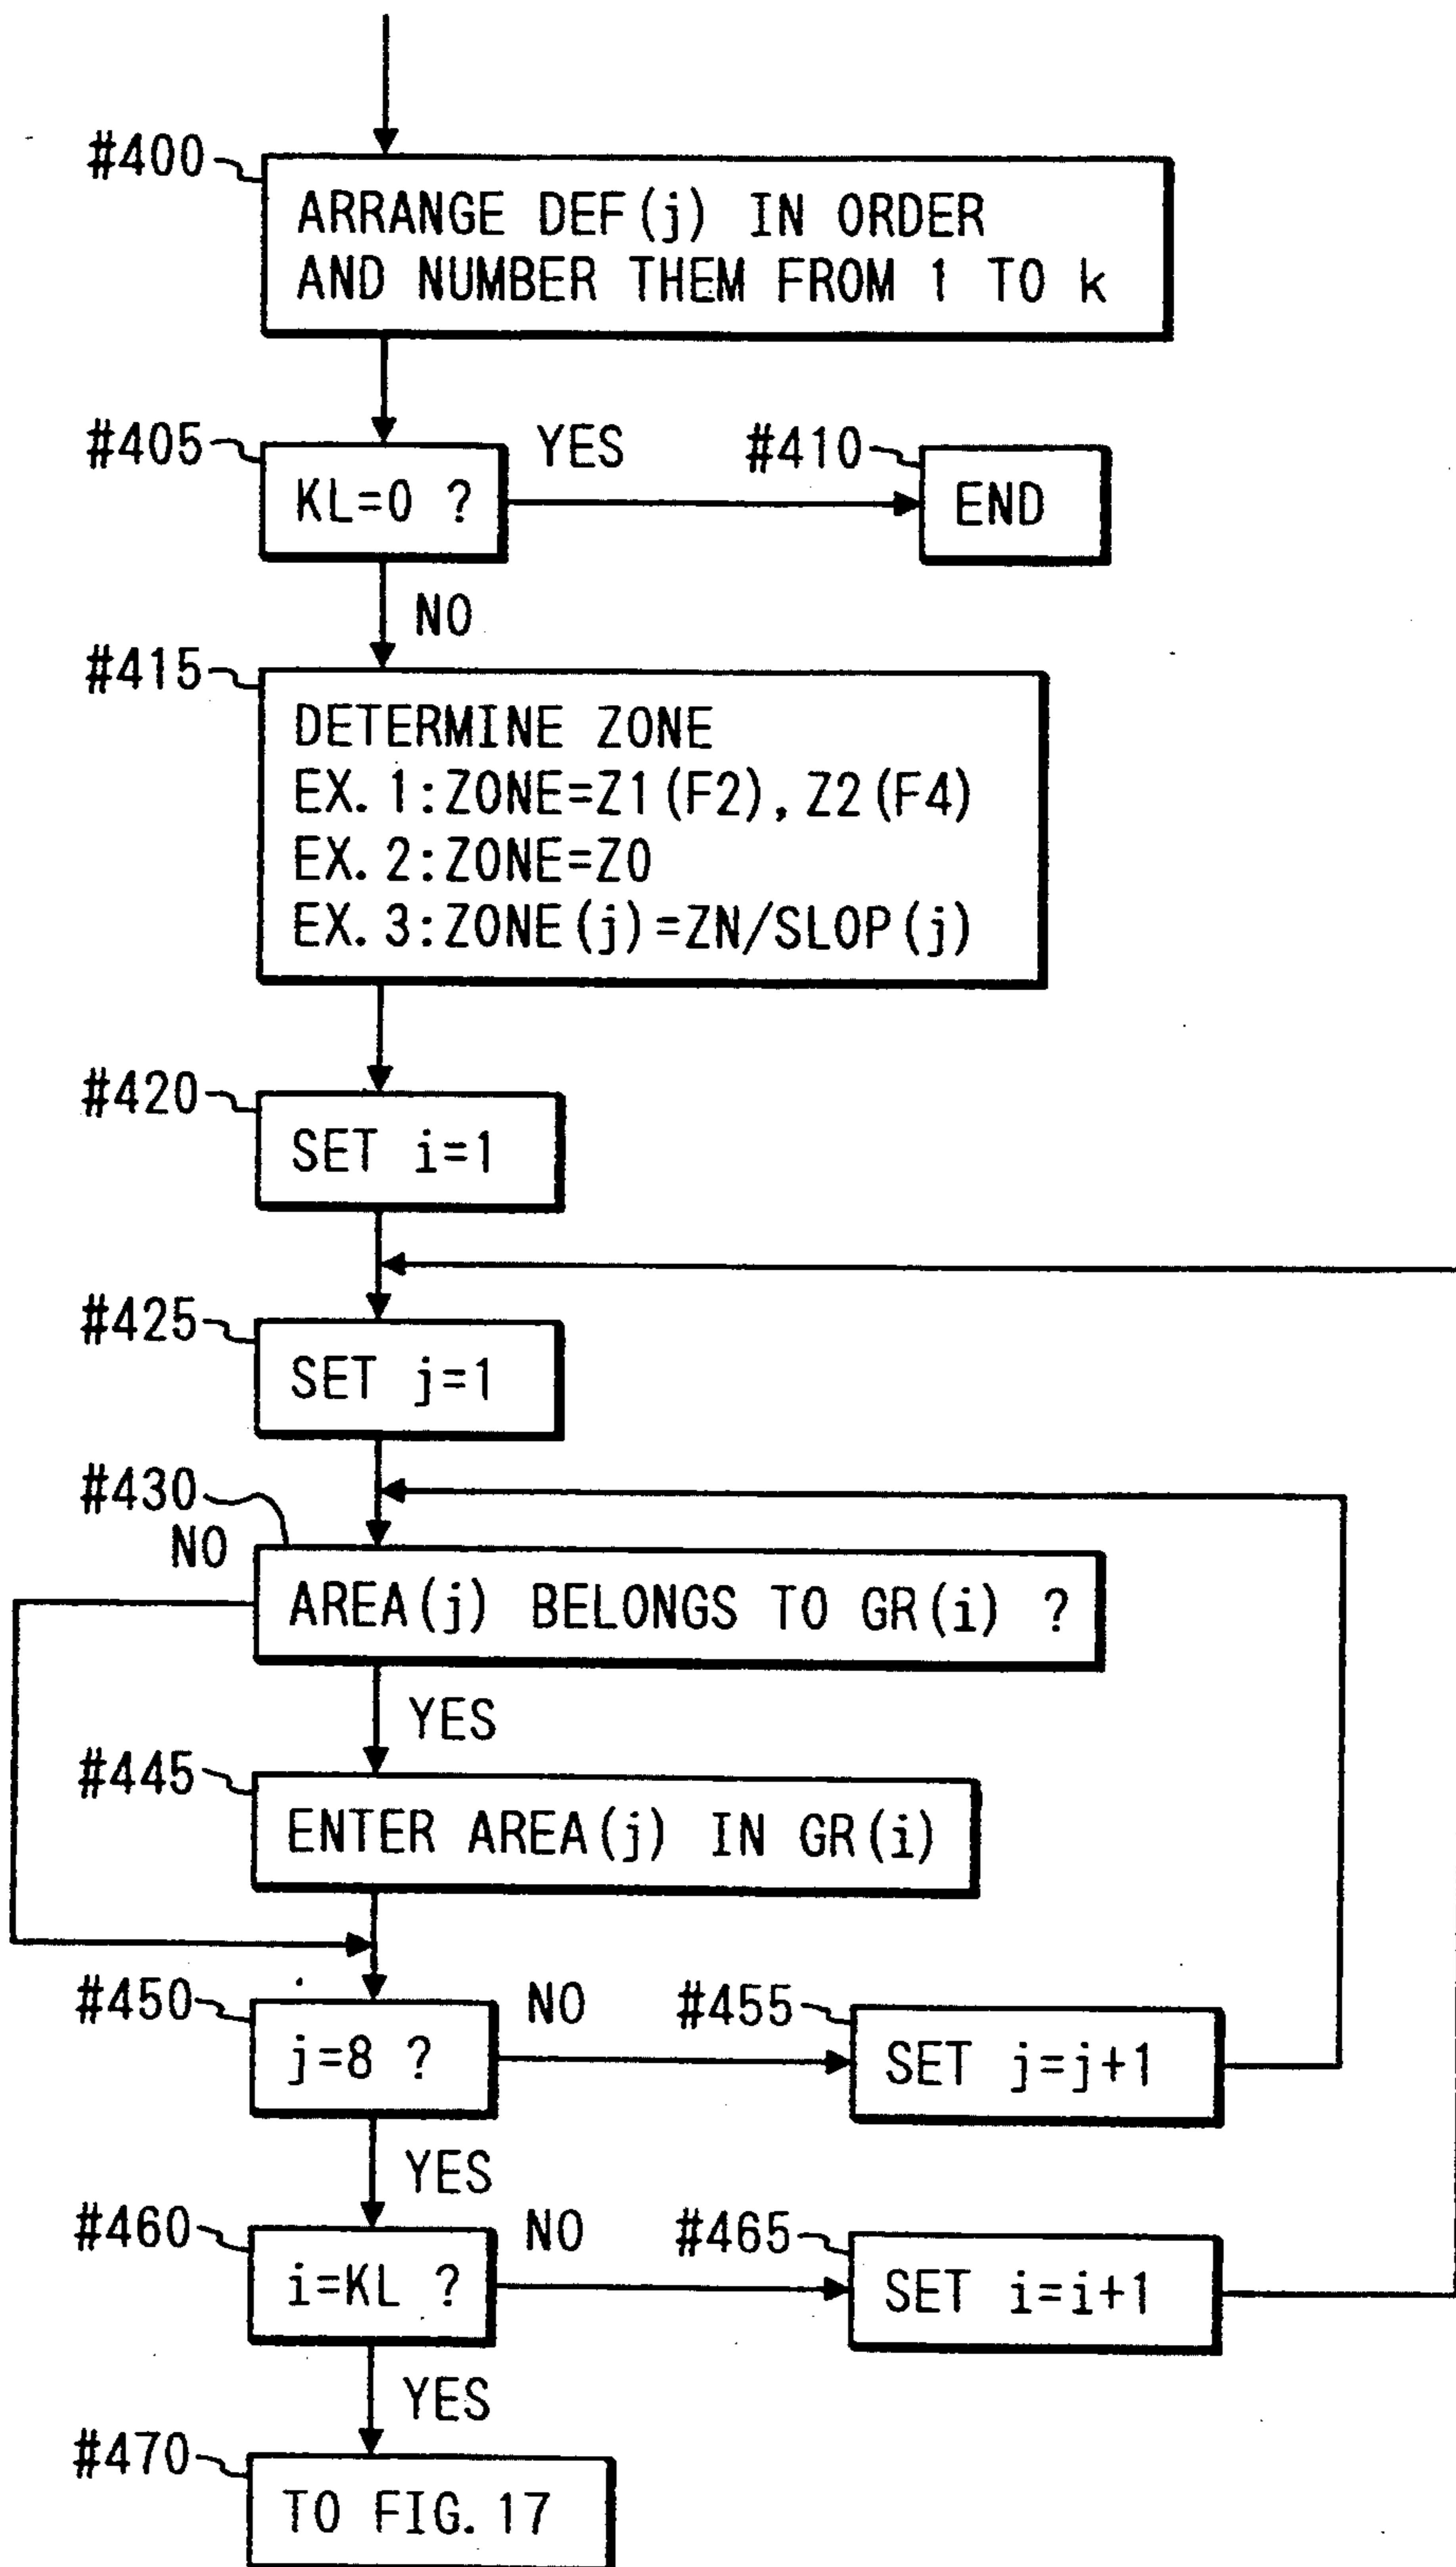 #400
ARRANGE DEF(j) IN ORDER
AND NUMBER THEM FROM 1 TO k
#405
KL=0 ?
YES
#410
END
NO
#415
DETERMINE ZONE
EX.1:ZONE=Z1(F2),Z2(F4)
EX.2:ZONE=Z0
EX.3:ZONE(j)=ZN/SLOP(j)
#420
SET i=1
#425
SET j=1
#430
NO
AREA(j) BELONGS TO GR(i) ?
YES
#445
ENTER AREA(j) IN GR(i)
#450
j=8 ?
NO
#455
SET j=j+1
YES
#460
i=KL ?
NO
#465
SET i=i+1
YES
#470
TO FIG.17